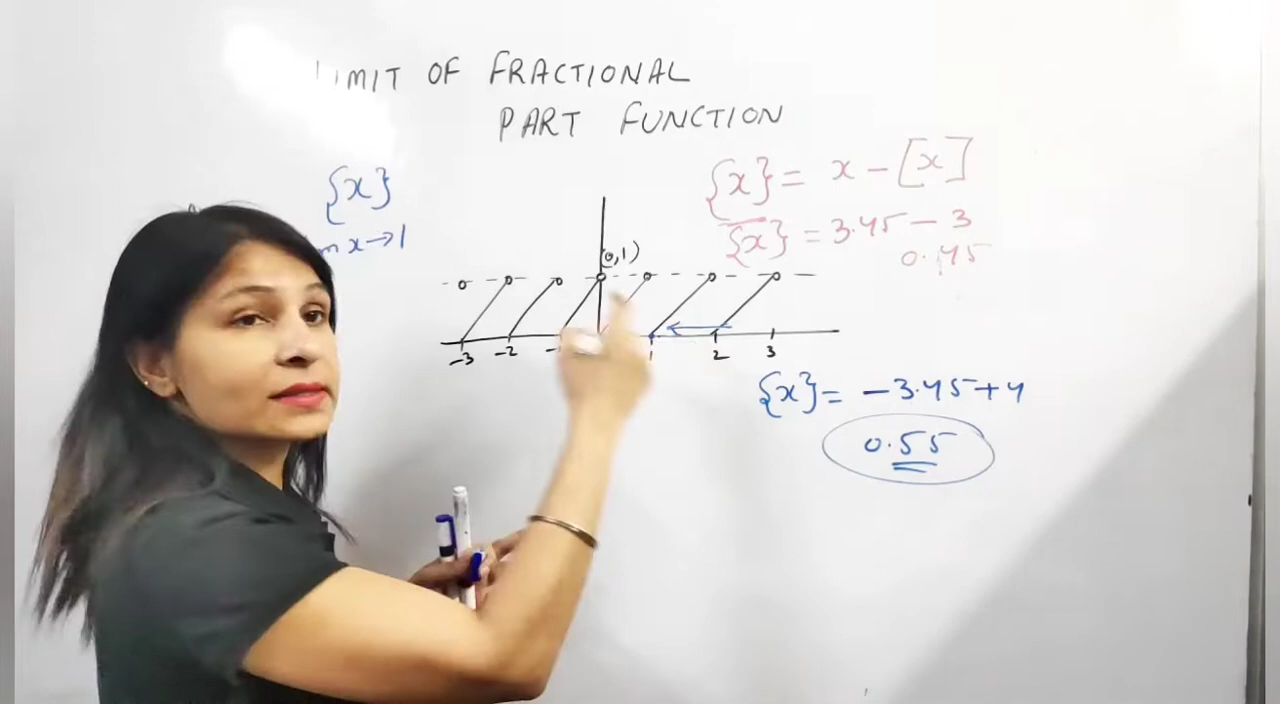 LIMIT OF FRACTIONAL
PART FUNCTION
{x}
x→1
{x} = x - [x]
{x} = 3.45 - 3
0.45
(0,1)
-3 -2 1 2 3
{x} = -3.45+4
0.55